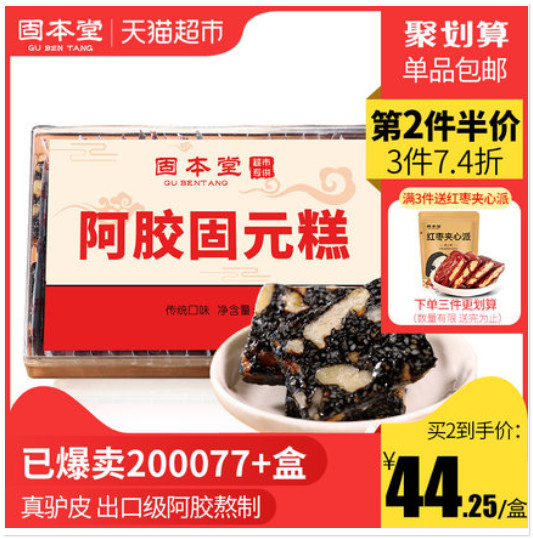 固本堂
GU BEN TANG
天猫超市
聚划算
单品包邮
第2件半价
3件7.4折
满3件送红枣夹心派
固本堂
红枣夹心派
下单三件更划算
(数量有限 送完为止)
固本堂
GU BENTANG
超市
专供
阿胶固元糕
传统口味 净含量
已爆卖200077+盒
真驴皮 出口级阿胶熬制
买2到手价:
¥44.25/盒